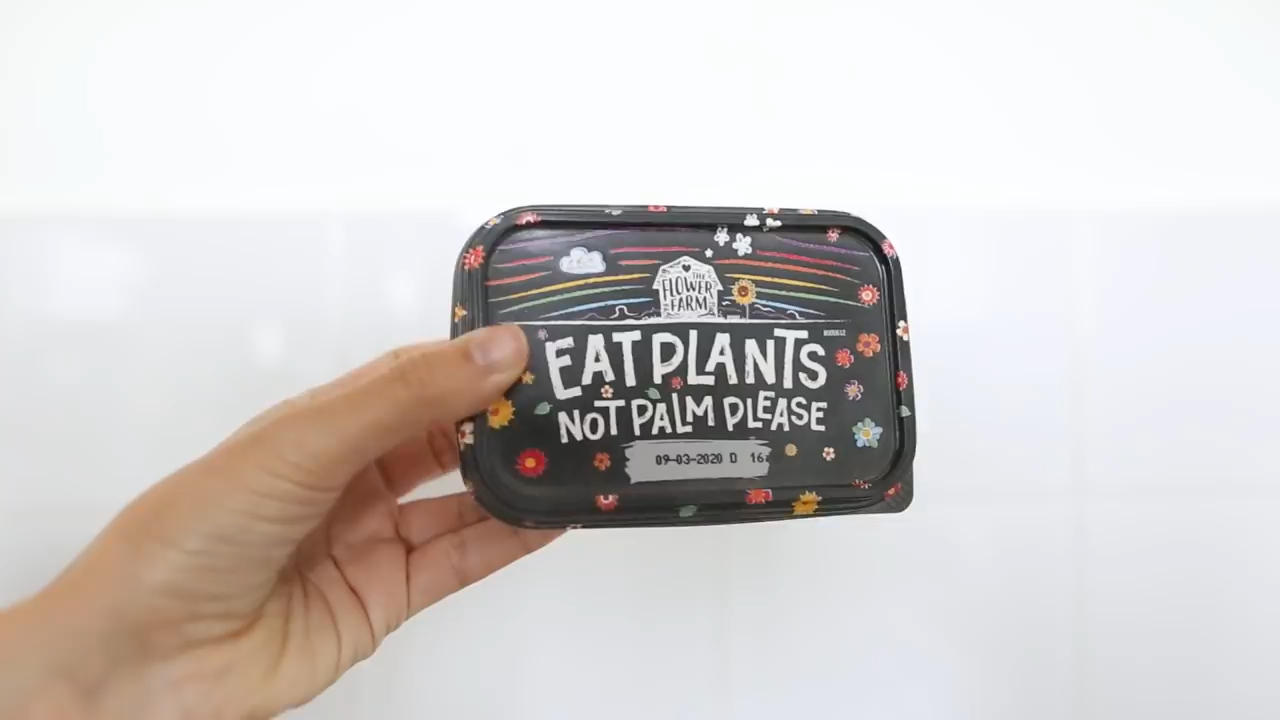 THE
FLOWER
FARM
EAT PLANTS
NOT PALM PLEASE
09-03-2020 D 16